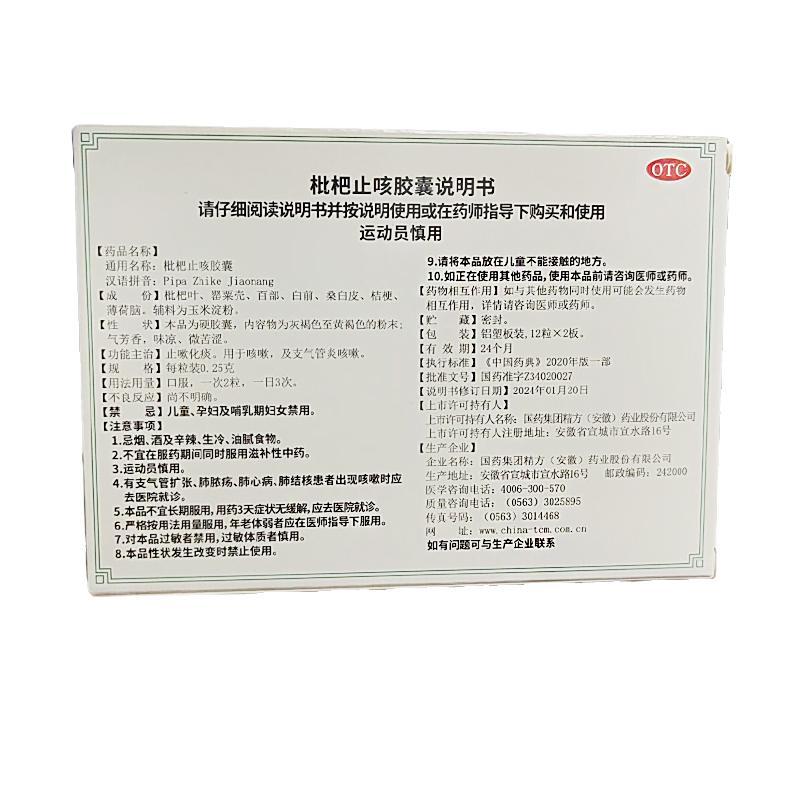 OTC
枇杷止咳胶囊说明书
请仔细阅读说明书并按说明使用或在药师指导下购买和使用
运动员慎用
【药品名称】
通用名称：枇杷止咳胶囊
汉语拼音：Pipa Zhike Jiaonang
【成　　份】枇杷叶、罂粟壳、百部、白前、桑白皮、桔梗、
薄荷脑。辅料为玉米淀粉。
【性　　状】本品为硬胶囊，内容物为灰褐色至黄褐色的粉末；
气芳香，味凉、微苦涩。
【功能主治】止嗽化痰。用于咳嗽，及支气管炎咳嗽。
【规　　格】每粒装0.25克
【用法用量】口服，一次2粒，一日3次。
【不良反应】尚不明确。
【禁　　忌】儿童、孕妇及哺乳期妇女禁用。
【注意事项】
1.忌烟、酒及辛辣、生冷、油腻食物。
2.不宜在服药期间同时服用滋补性中药。
3.运动员慎用。
4.有支气管扩张、肺脓疡、肺心病、肺结核患者出现咳嗽时应
去医院就诊。
5.本品不宜长期服用，用药3天症状无缓解，应去医院就诊。
6.严格按用法用量服用，年老体弱者应在医师指导下服用。
7.对本品过敏者禁用，过敏体质者慎用。
8.本品性状发生改变时禁止使用。
9.请将本品放在儿童不能接触的地方。
10.如正在使用其他药品，使用本品前请咨询医师或药师。
【药物相互作用】如与其他药物同时使用可能会发生药物
相互作用，详情请咨询医师或药师。
【贮　　藏】密封。
【包　　装】铝塑板装，12粒×2板。
【有 效 期】24个月
【执行标准】《中国药典》2020年版一部
【批准文号】国药准字Z34020027
【说明书修订日期】2024年01月20日
【上市许可持有人】
上市许可持有人名称：国药集团精方（安徽）药业股份有限公司
上市许可持有人注册地址：安徽省宣城市宣水路16号
【生产企业】
企业名称：国药集团精方（安徽）药业股份有限公司
生产地址：安徽省宣城市宣水路16号　邮政编码：242000
医学咨询电话：4006-300-570
质量咨询电话：（0563）3025895
传真号码：（0563）3014468
网　　址：www.china-tcm.com.cn
如有问题可与生产企业联系